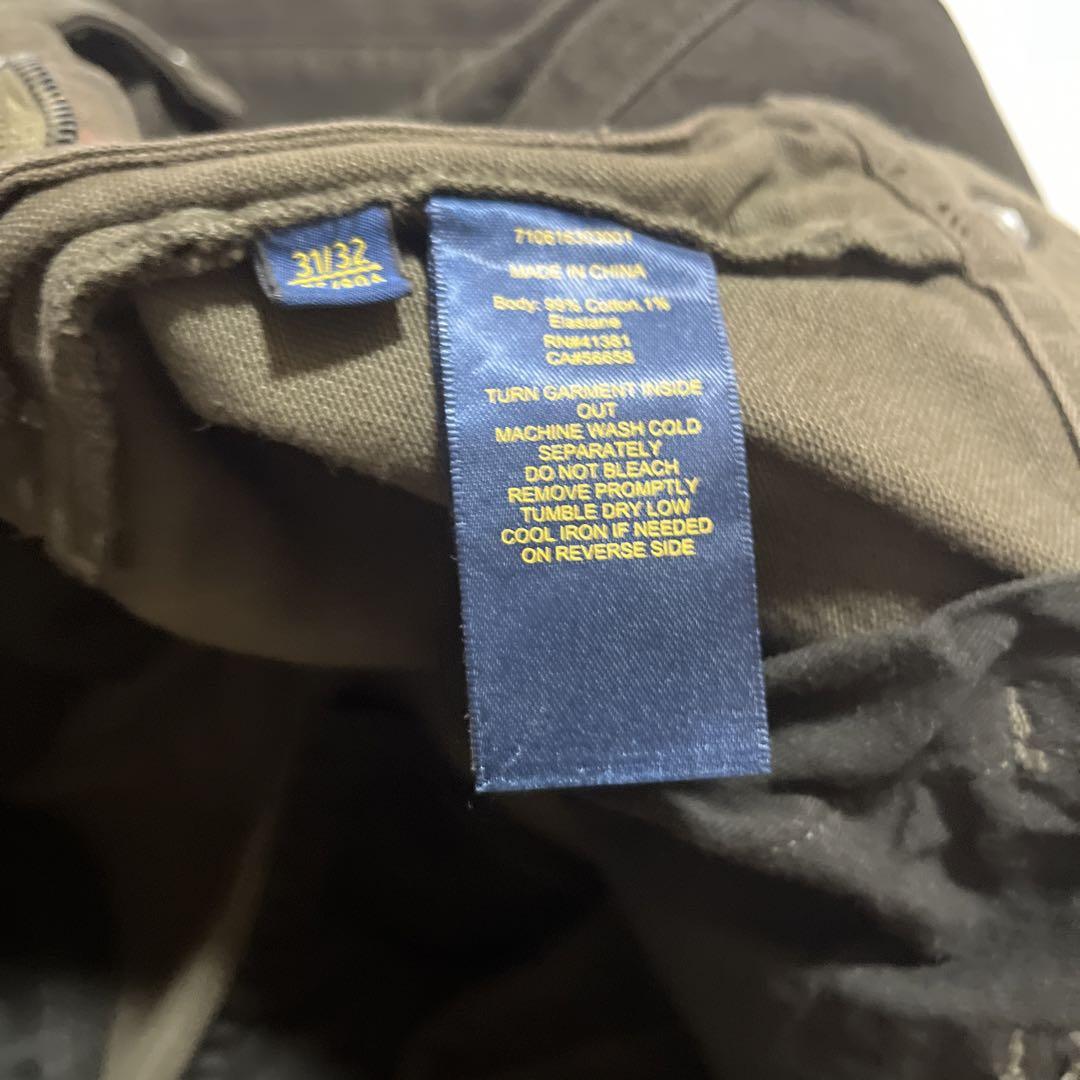 31/32
710616393001
MADE IN CHINA
Body: 99% Cotton, 1%
Elastane
RN#41381
CA#56658
TURN GARMENT INSIDE
OUT
MACHINE WASH COLD
SEPARATELY
DO NOT BLEACH
REMOVE PROMPTLY
TUMBLE DRY LOW
COOL IRON IF NEEDED
ON REVERSE SIDE